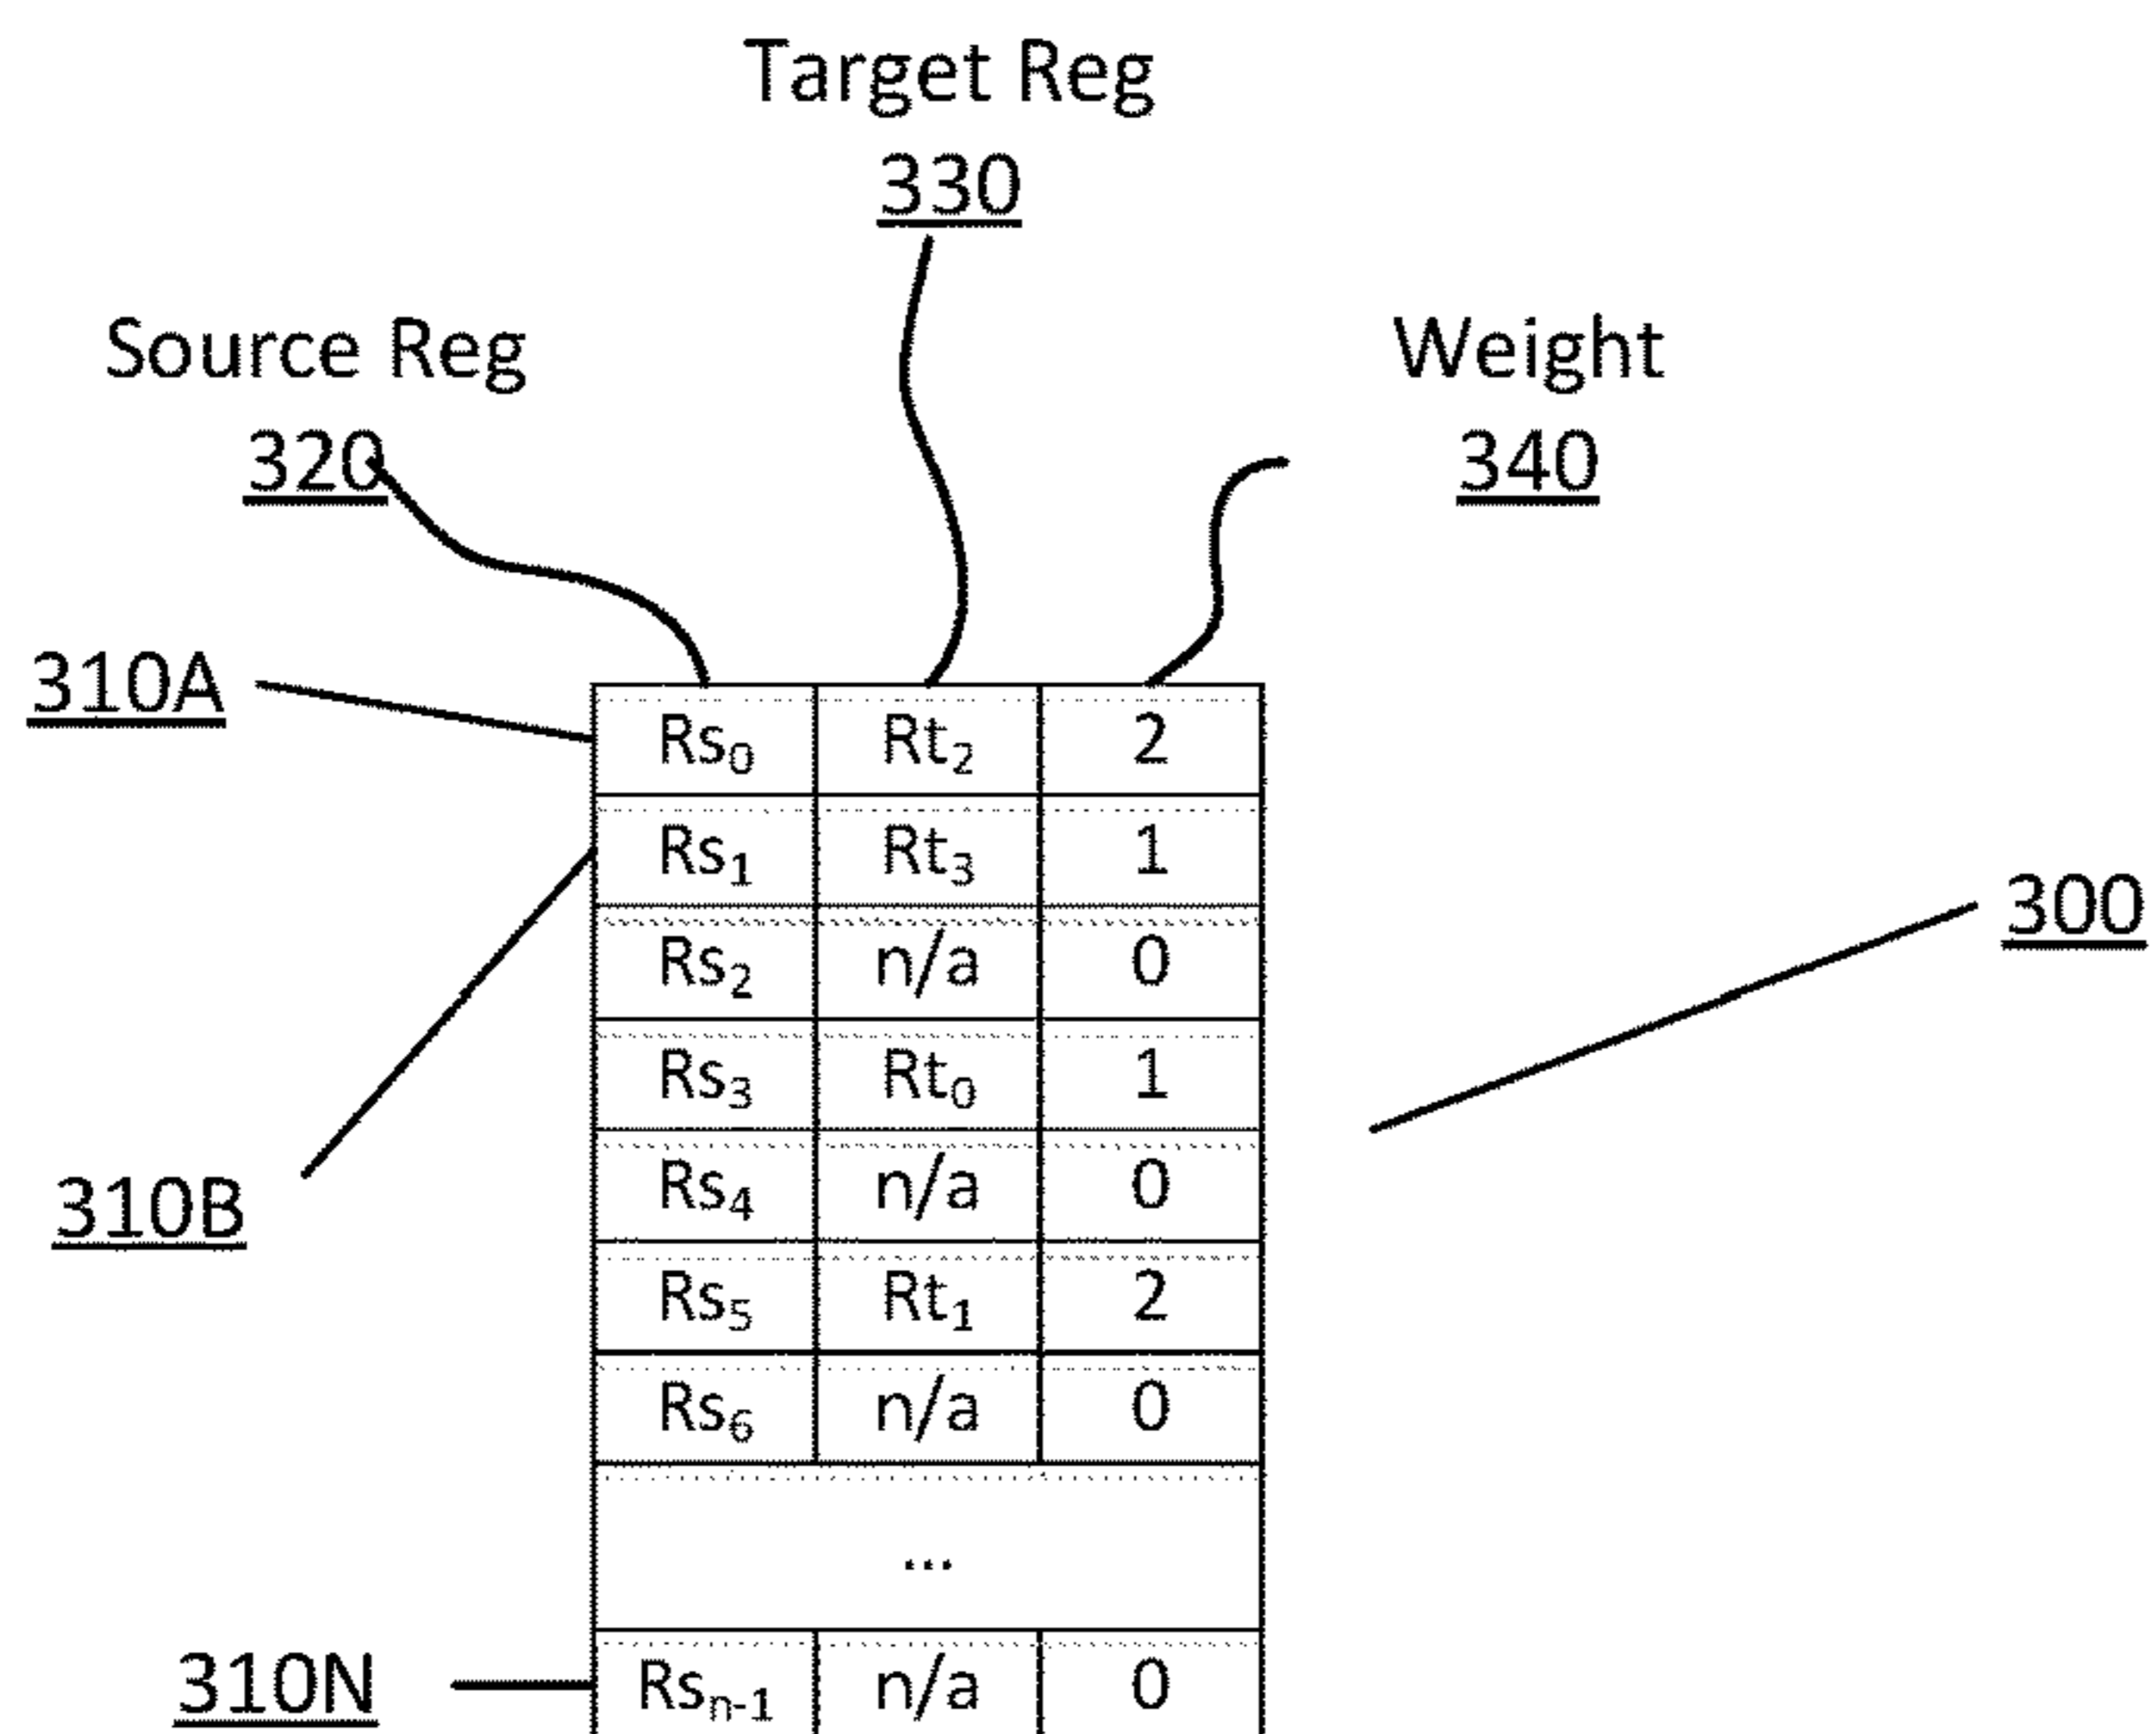 Target Reg
330
Source Reg
320
Weight
340
310A
Rs₀ Rt₂ 2
Rs₁ Rt₃ 1
300
Rs₂ n/a 0
Rs₃ Rt₀ 1
310B
Rs₄ n/a 0
Rs₅ Rt₁ 2
Rs₆ n/a 0
...
310N
Rsₙ₋₁ n/a 0